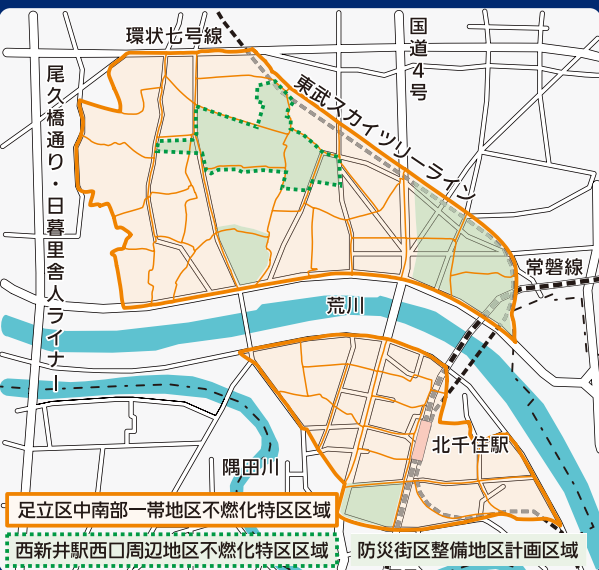 環状七号線
国道4号
尾久橋通り・日暮里舎人ライナー
東武スカイツリーライン
常磐線
荒川
北千住駅
隅田川
足立区中南部一帯地区不燃化特区区域
西新井駅西口周辺地区不燃化特区区域
防災街区整備地区計画区域